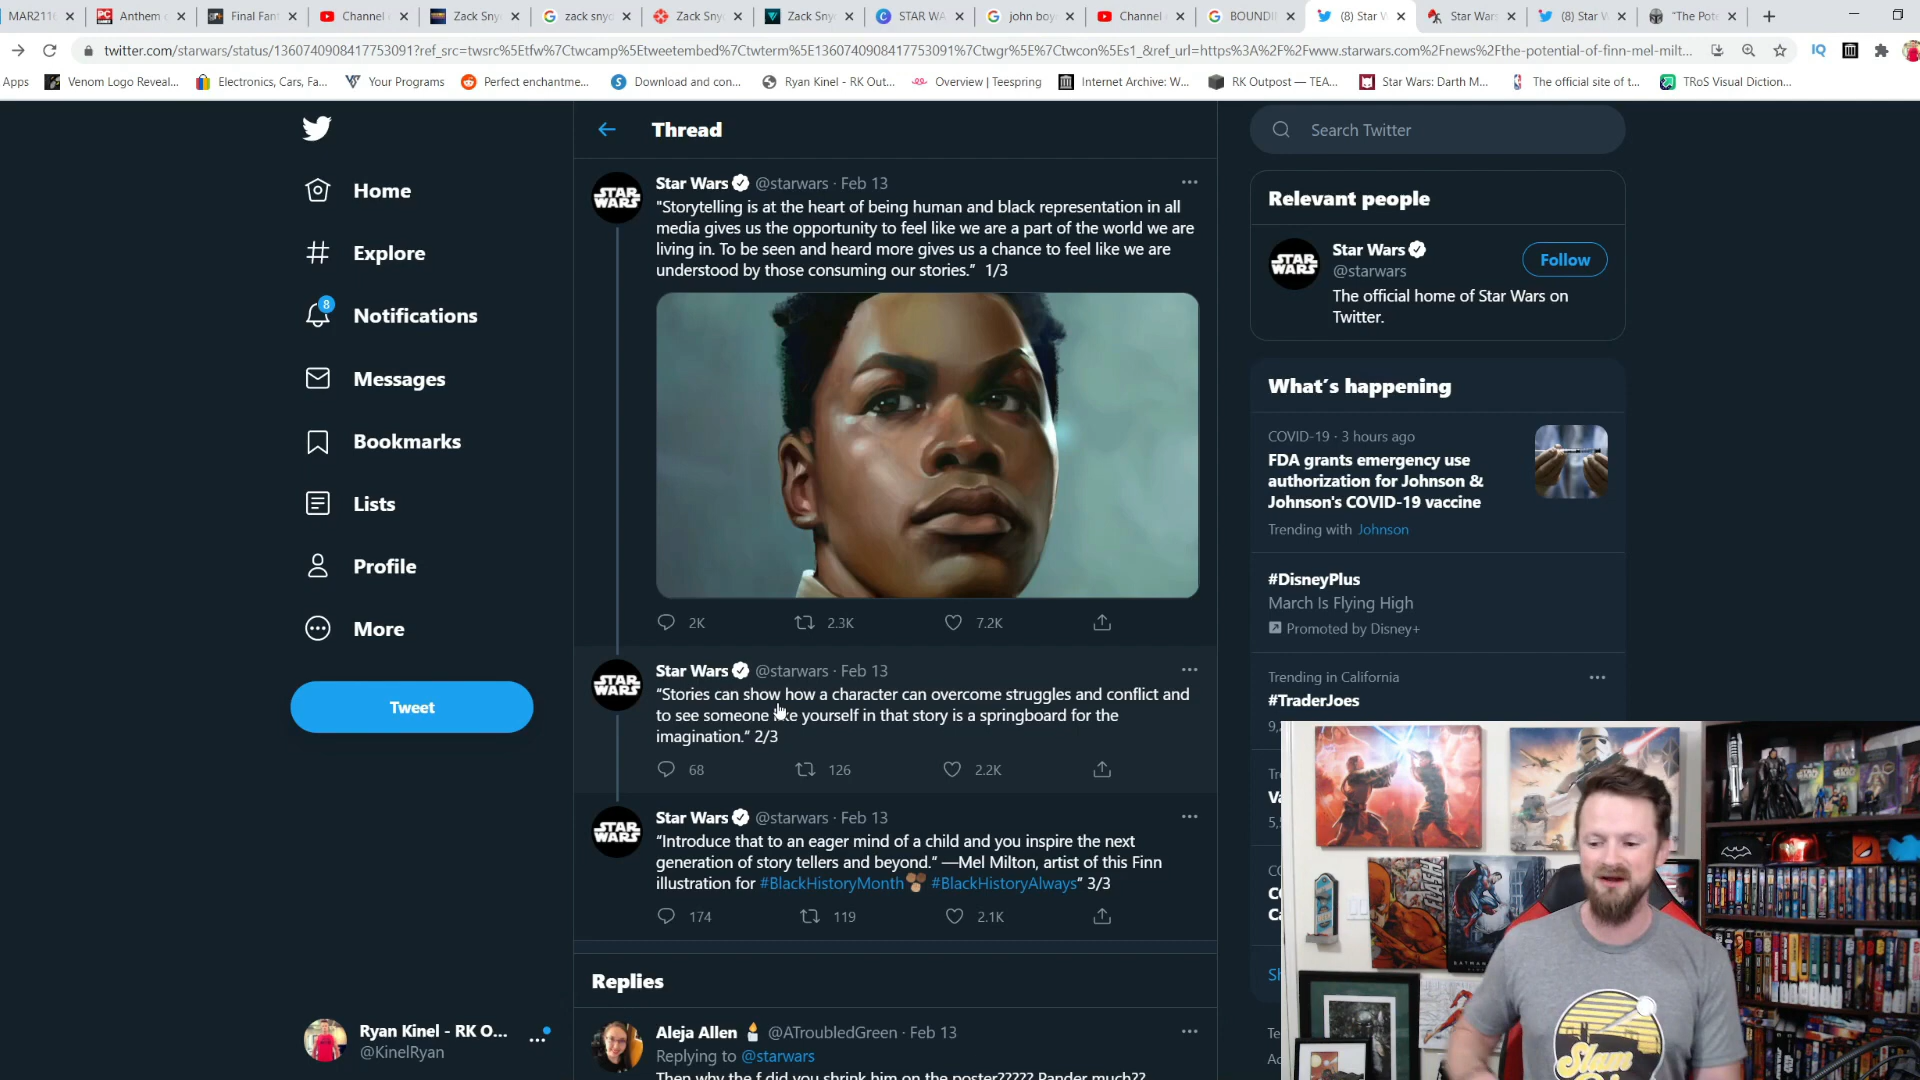 MAR211
Anthem
Final Fan
Channel
Zack Sny
zack snyd
Zack Sny
Zack Sny
STAR WA
john boy
Channel
BOUNDI
(8) Star W
Star Wars
(8) Star W
"The Pote
twitter.com/starwars/status/1360740908417753091?ref_src=twsrc%5Etfw%7Ctwcamp%5Etweetembed%7Ctwterm%5E1360740908417753091%7Ctwgr%5E%7Ctwcon%5Es1_&ref_url=https%3A%2F%2Fwww.starwars.com%2Fnews%2Fthe-potential-of-finn-mel-milt...
Apps
Venom Logo Reveal...
Electronics, Cars, Fa...
Your Programs
Perfect enchantme...
Download and con...
Ryan Kinel - RK Out...
Overview | Teespring
Internet Archive: W...
RK Outpost — TEA...
Star Wars: Darth M...
The official site of t...
TRoS Visual Diction...
Home
Explore
8
Notifications
Messages
Bookmarks
Lists
Profile
More
Tweet
Ryan Kinel - RK O...
@KinelRyan
Thread
STAR WARS
Star Wars @starwars · Feb 13
"Storytelling is at the heart of being human and black representation in all
media gives us the opportunity to feel like we are a part of the world we are
living in. To be seen and heard more gives us a chance to feel like we are
understood by those consuming our stories.” 1/3
2K 2.3K 7.2K
STAR WARS
Star Wars @starwars · Feb 13
“Stories can show how a character can overcome struggles and conflict and
to see someone like yourself in that story is a springboard for the
imagination.” 2/3
68 126 2.2K
STAR WARS
Star Wars @starwars · Feb 13
“Introduce that to an eager mind of a child and you inspire the next
generation of story tellers and beyond.” —Mel Milton, artist of this Finn
illustration for #BlackHistoryMonth #BlackHistoryAlways” 3/3
174 119 2.1K
Replies
Aleja Allen @ATroubledGreen · Feb 13
Replying to @starwars
Then why the f did you shrink him on the poster????? Pander much??
Search Twitter
Relevant people
STAR WARS
Star Wars
@starwars
Follow
The official home of Star Wars on
Twitter.
What's happening
COVID-19 · 3 hours ago
FDA grants emergency use
authorization for Johnson &
Johnson's COVID-19 vaccine
Trending with Johnson
#DisneyPlus
March Is Flying High
Promoted by Disney+
Trending in California
#TraderJoes
FLASH
Slam